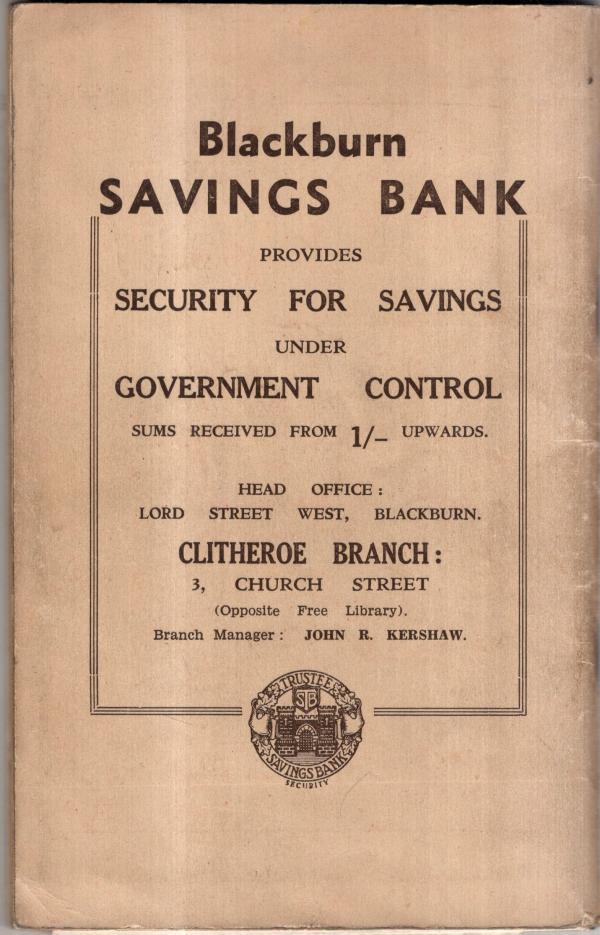 Blackburn
SAVINGS BANK
PROVIDES
SECURITY FOR SAVINGS
UNDER
GOVERNMENT CONTROL
SUMS RECEIVED FROM 1/– UPWARDS.
HEAD OFFICE :
LORD STREET WEST, BLACKBURN.
CLITHEROE BRANCH :
3, CHURCH STREET
(Opposite Free Library).
Branch Manager : JOHN R. KERSHAW.
TRUSTEE
STB
SAVINGS BANK
SECURITY